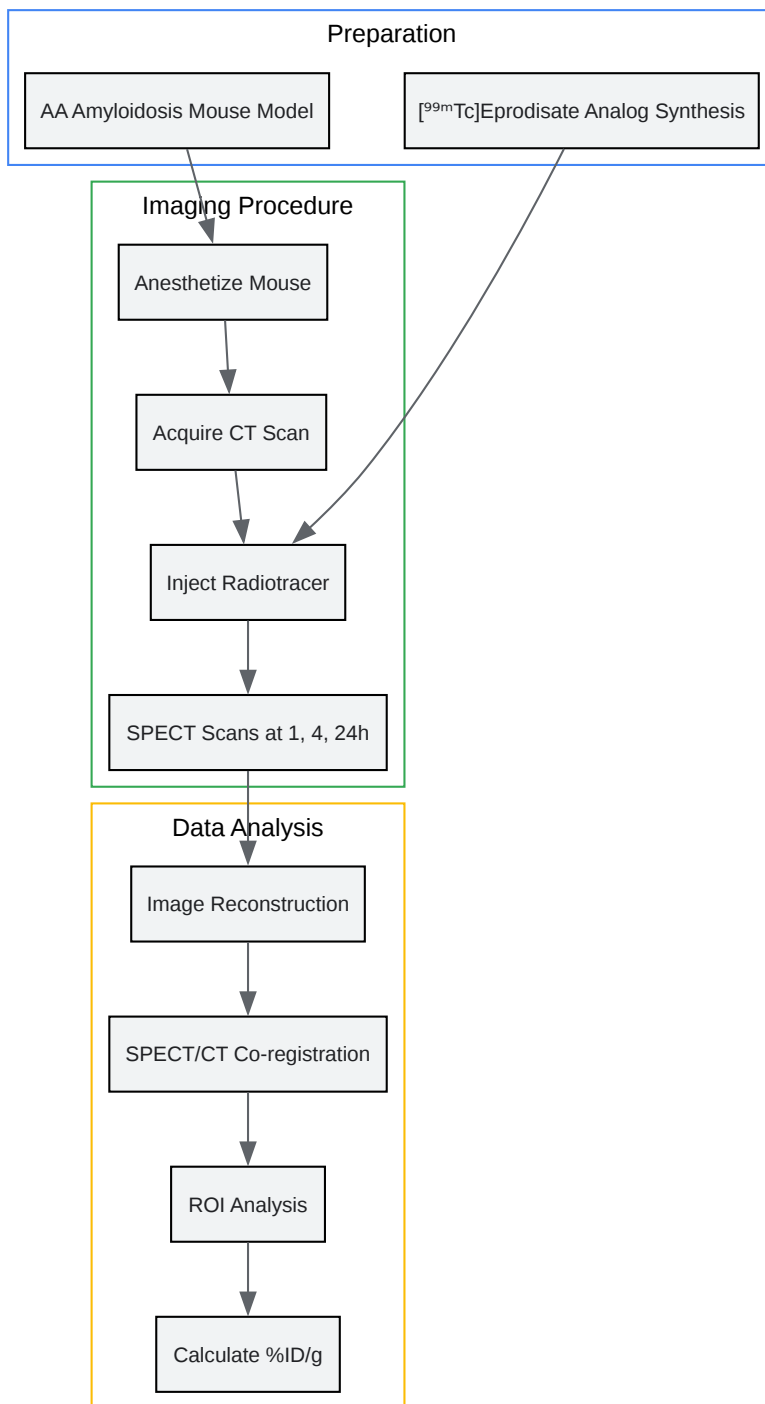 Preparation
AA Amyloidosis Mouse Model
[⁹⁹ᵐTc]Eprodisate Analog Synthesis
Imaging Procedure
Anesthetize Mouse
Acquire CT Scan
Inject Radiotracer
SPECT Scans at 1, 4, 24h
Data Analysis
Image Reconstruction
SPECT/CT Co-registration
ROI Analysis
Calculate %ID/g